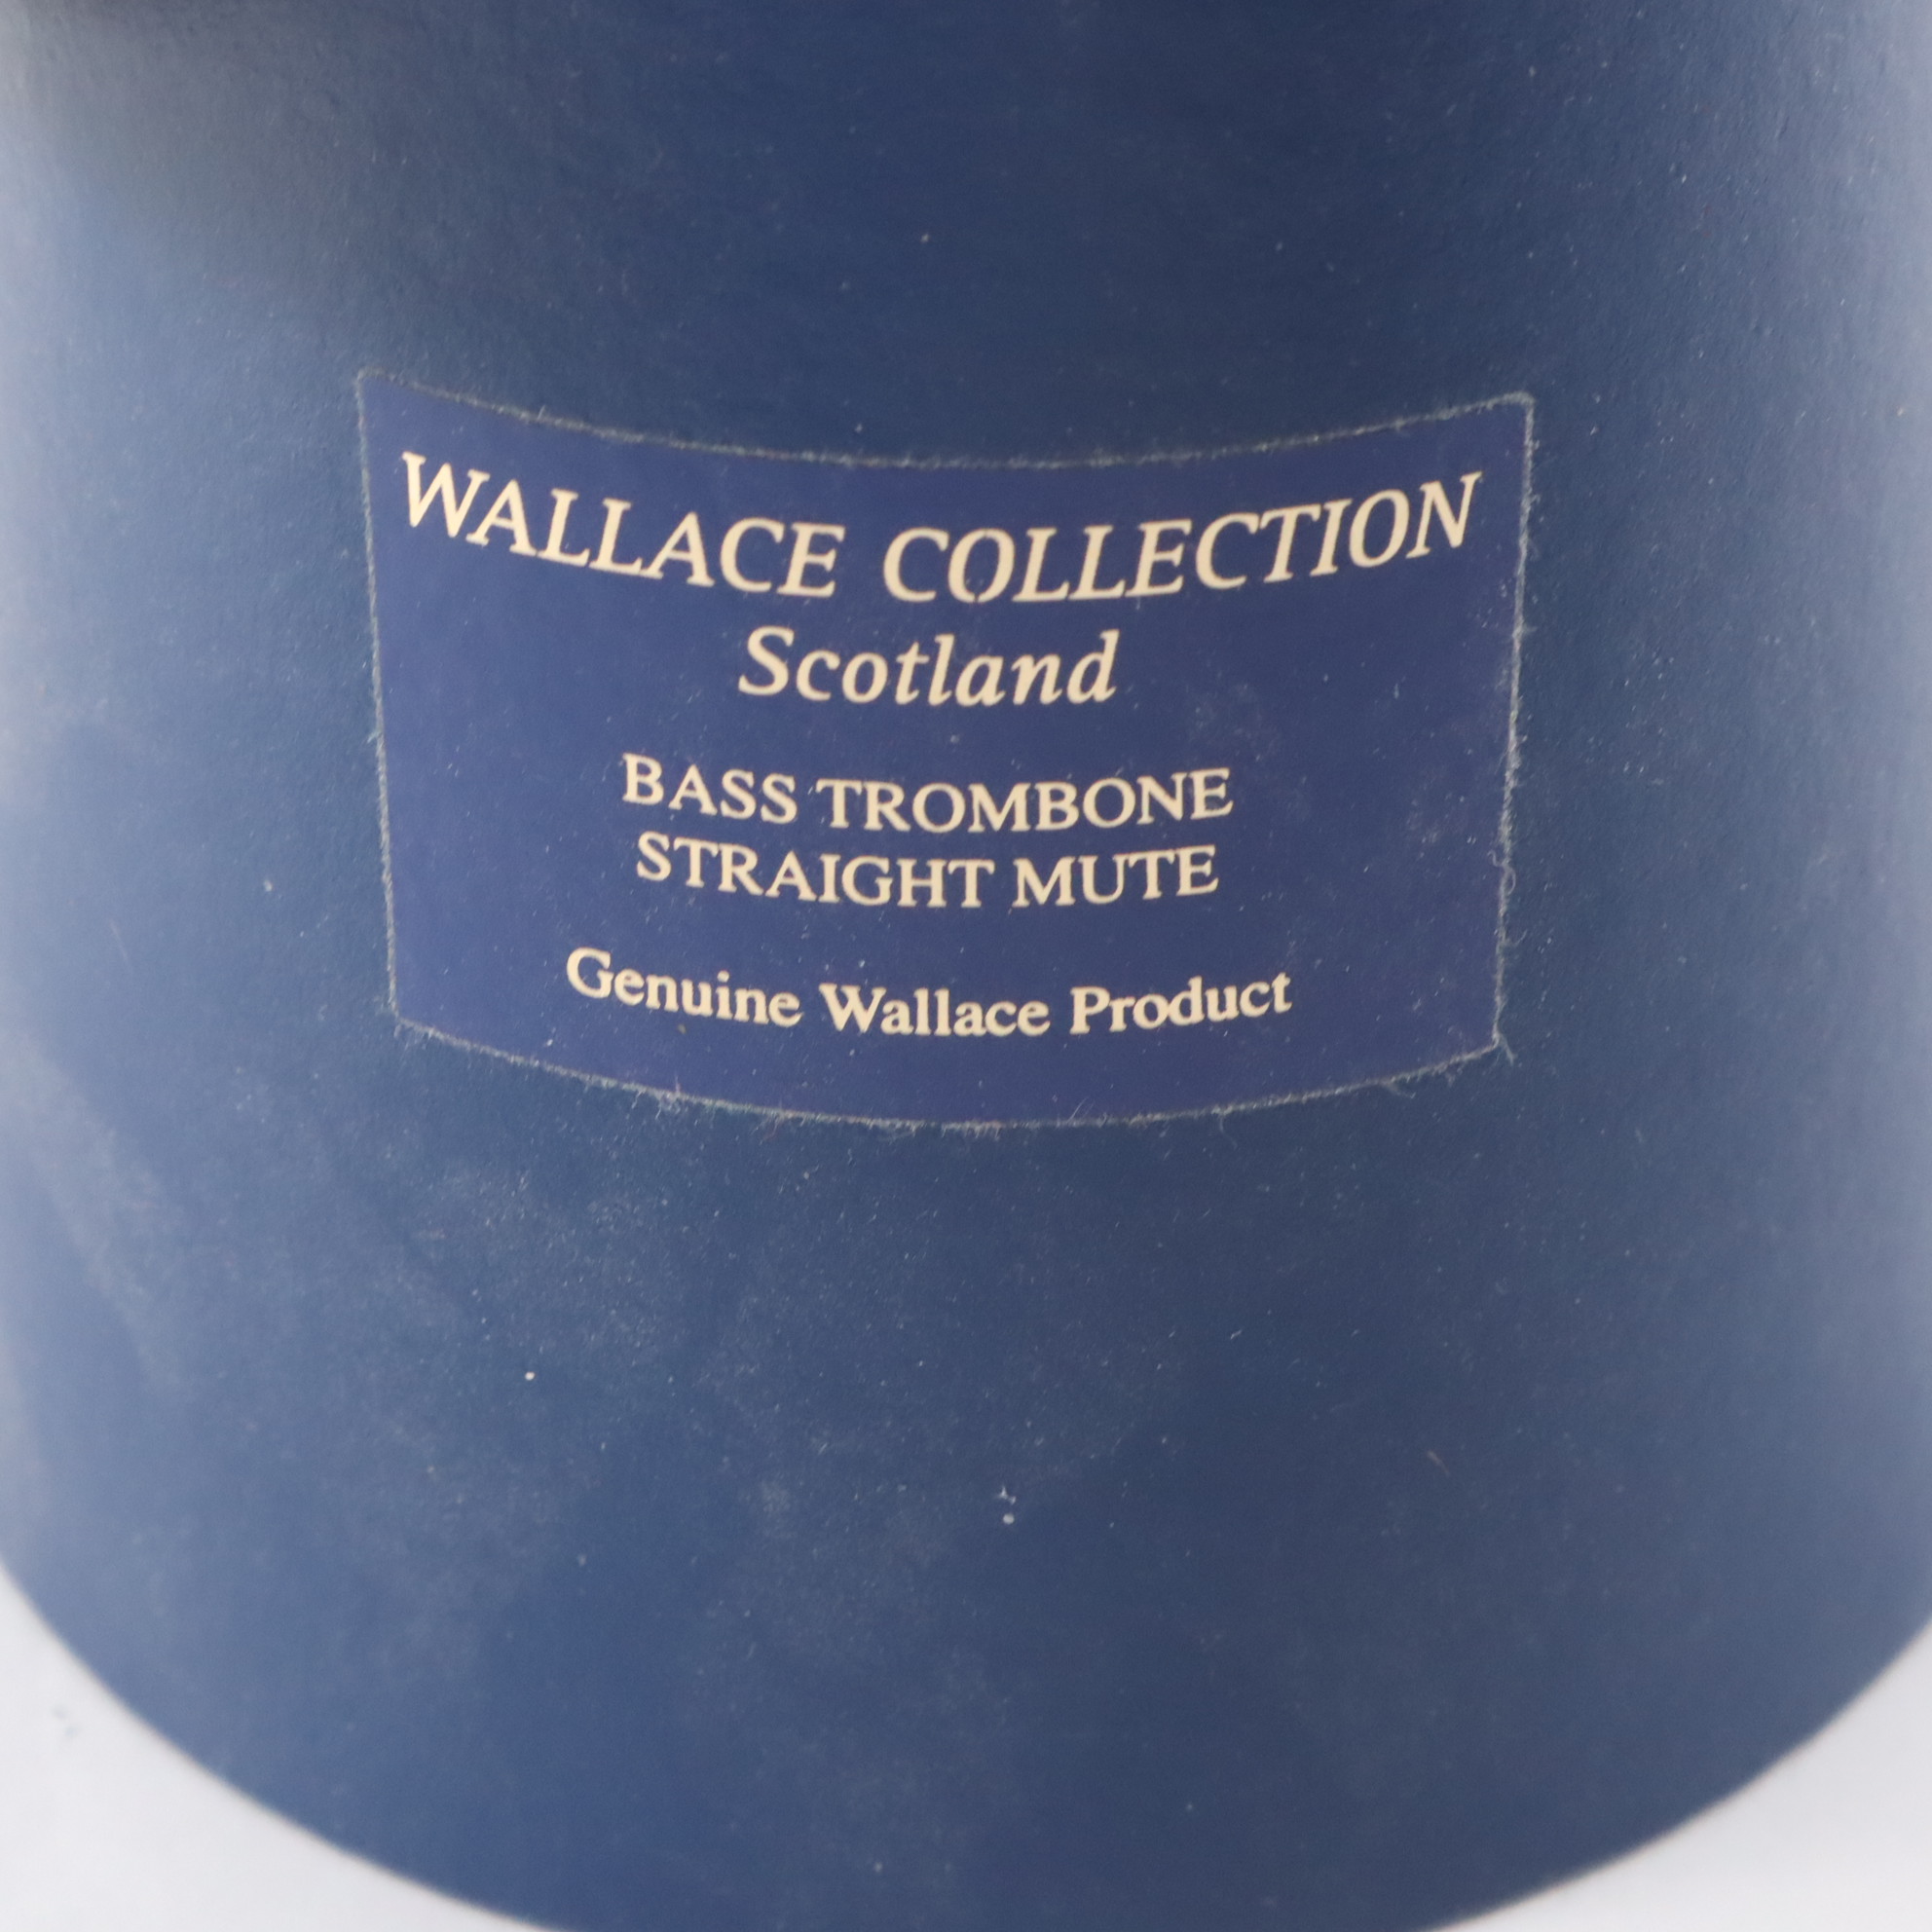 WALLACE COLLECTION
Scotland
BASS TROMBONE
STRAIGHT MUTE
Genuine Wallace Product